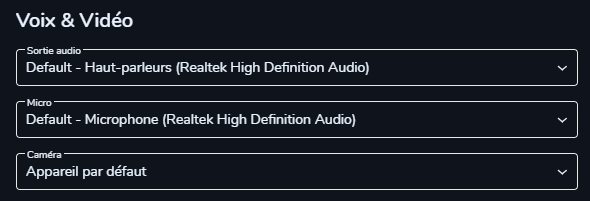 Voix & Vidéo
Sortie audio
Default - Haut-parleurs (Realtek High Definition Audio)
Micro
Default - Microphone (Realtek High Definition Audio)
Caméra
Appareil par défaut